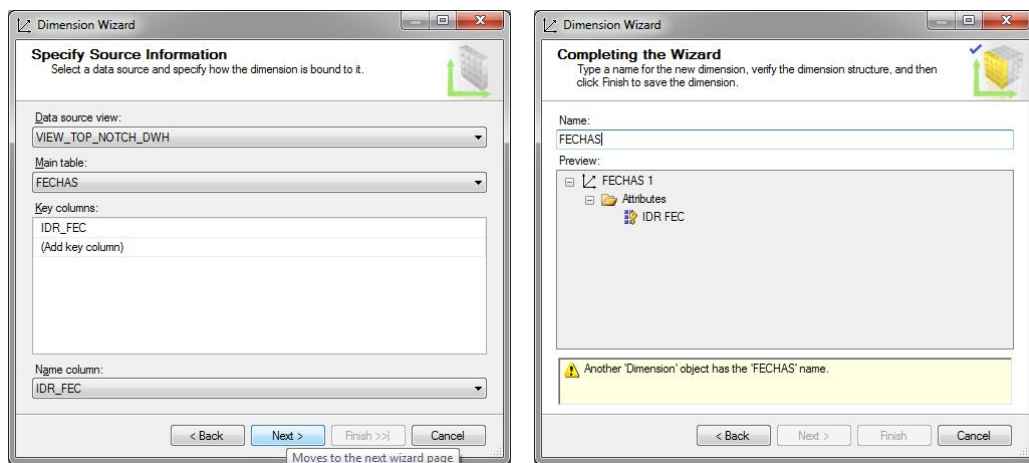 Dimension Wizard
Specify Source Information
Select a data source and specify how the dimension is bound to it.
Data source view:
VIEW_TOP_NOTCH_DWH
Main table:
FECHAS
Key columns:
IDR_FEC
(Add key column)
Name column:
IDR_FEC
< Back Next > Finish >>| Cancel
Moves to the next wizard page
Dimension Wizard
Completing the Wizard
Type a name for the new dimension, verify the dimension structure, and then
click Finish to save the dimension.
Name:
FECHAS
Preview:
FECHAS 1
Attributes
IDR FEC
Another 'Dimension' object has the 'FECHAS' name.
< Back Next > Finish Cancel